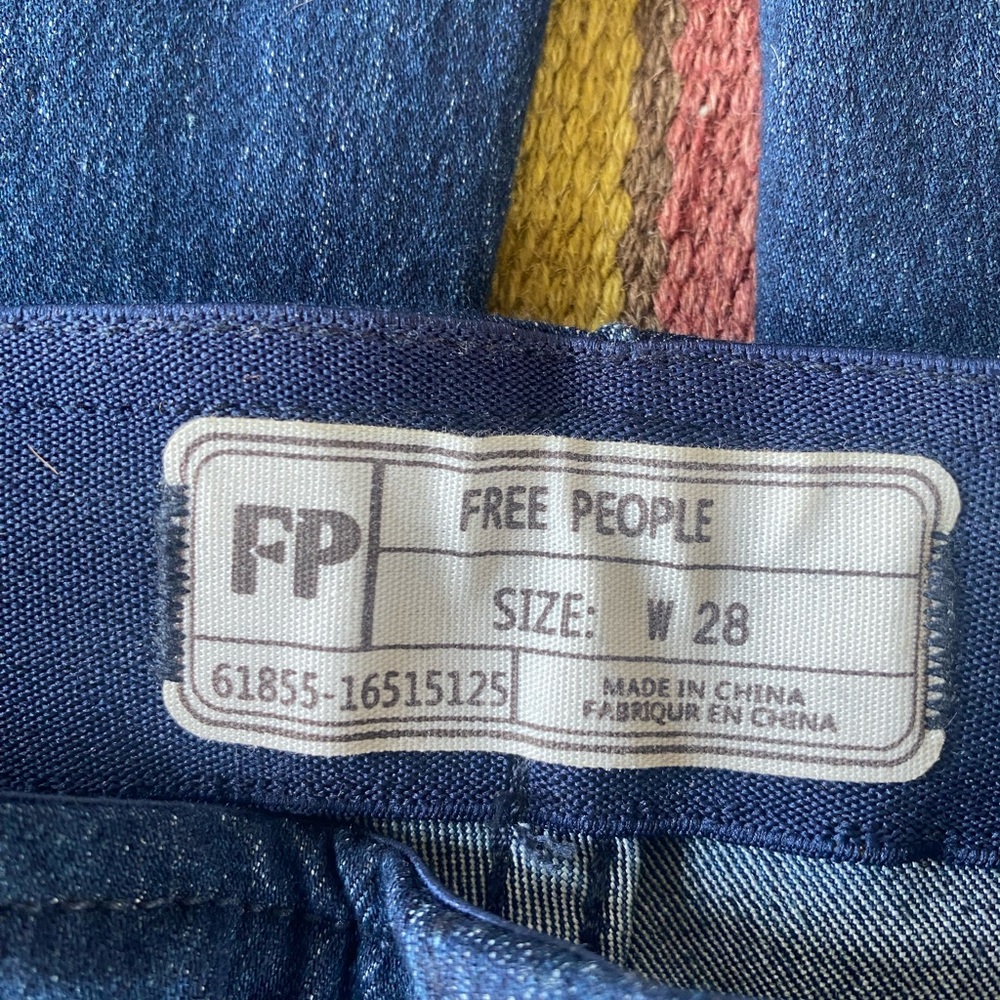 FP
FREE PEOPLE
SIZE: W 28
61855-16515125
MADE IN CHINA
FABRIQUR EN CHINA